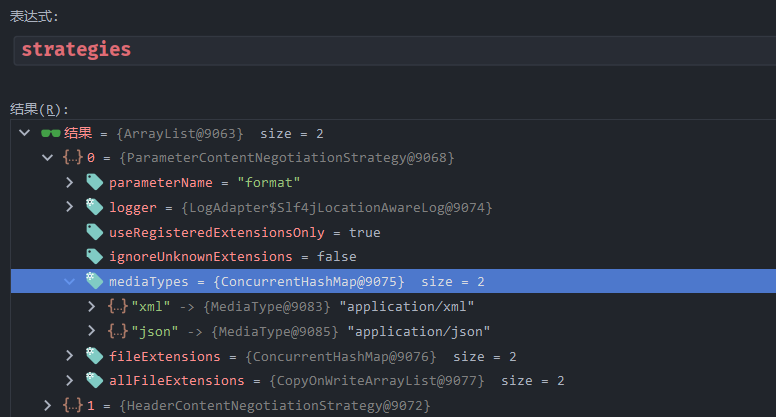 表达式:
strategies
结果(R):
结果 = {ArrayList@9063} size = 2
{...} 0 = {ParameterContentNegotiationStrategy@9068}
parameterName = "format"
logger = {LogAdapter$Slf4jLocationAwareLog@9074}
useRegisteredExtensionsOnly = true
ignoreUnknownExtensions = false
mediaTypes = {ConcurrentHashMap@9075} size = 2
{...} "xml" -> {MediaType@9083} "application/xml"
{...} "json" -> {MediaType@9085} "application/json"
fileExtensions = {ConcurrentHashMap@9076} size = 2
allFileExtensions = {CopyOnWriteArrayList@9077} size = 2
{...} 1 = {HeaderContentNegotiationStrategy@9072}